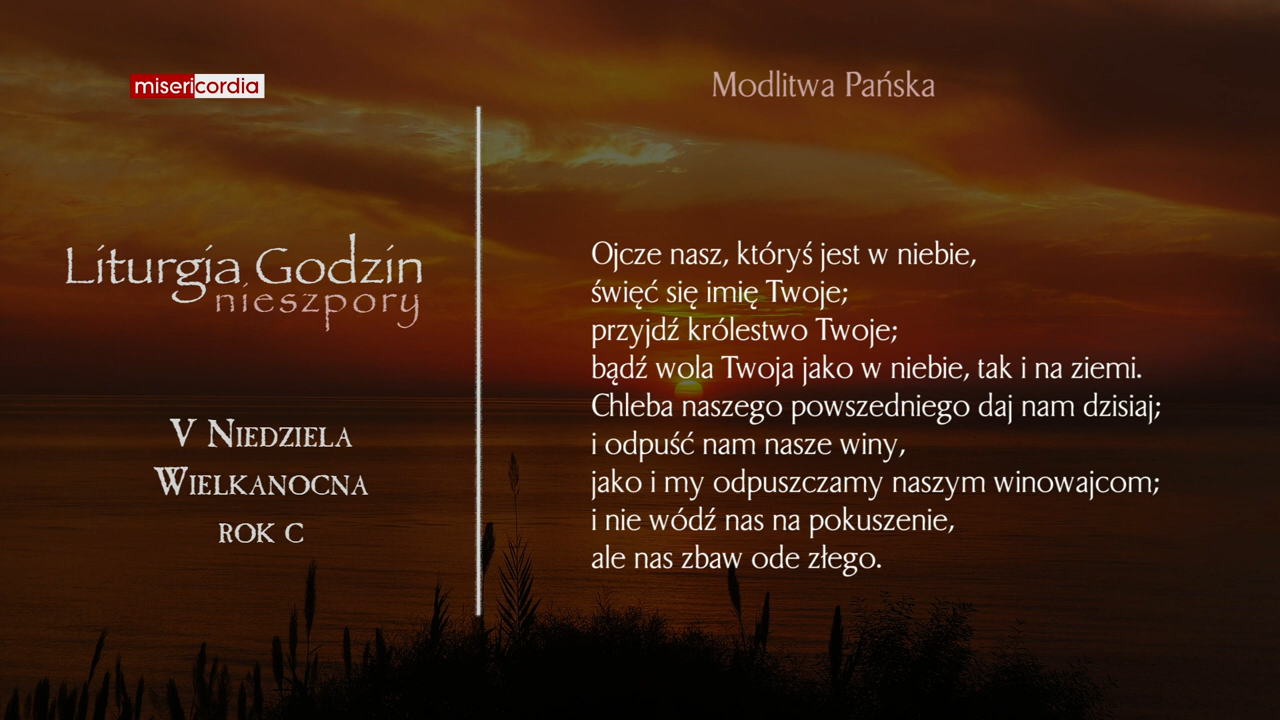 misericordia
Liturgia Godzin
nieszpory
V Niedziela
Wielkanocna
rok C
Modlitwa Pańska
Ojcze nasz, któryś jest w niebie,
święć się imię Twoje;
przyjdź królestwo Twoje;
bądź wola Twoja jako w niebie, tak i na ziemi.
Chleba naszego powszedniego daj nam dzisiaj;
i odpuść nam nasze winy,
jako i my odpuszczamy naszym winowajcom;
i nie wódź nas na pokuszenie,
ale nas zbaw ode złego.